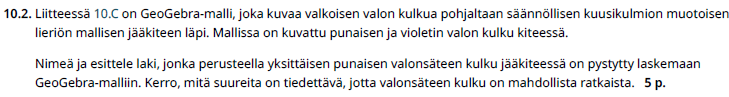 10.2. Liitteessä 10.C on GeoGebra-malli, joka kuvaa valkoisen valon kulkua pohjaltaan säännöllisen kuusikulmion muotoisen
lieriön mallisen jääkiteen läpi. Mallissa on kuvattu punaisen ja violetin valon kulku kiteessä.
Nimeä ja esittele laki, jonka perusteella yksittäisen punaisen valonsäteen kulku jääkiteessä on pystytty laskemaan
GeoGebra-malliin. Kerro, mitä suureita on tiedettävä, jotta valonsäteen kulku on mahdollista ratkaista. 5 p.